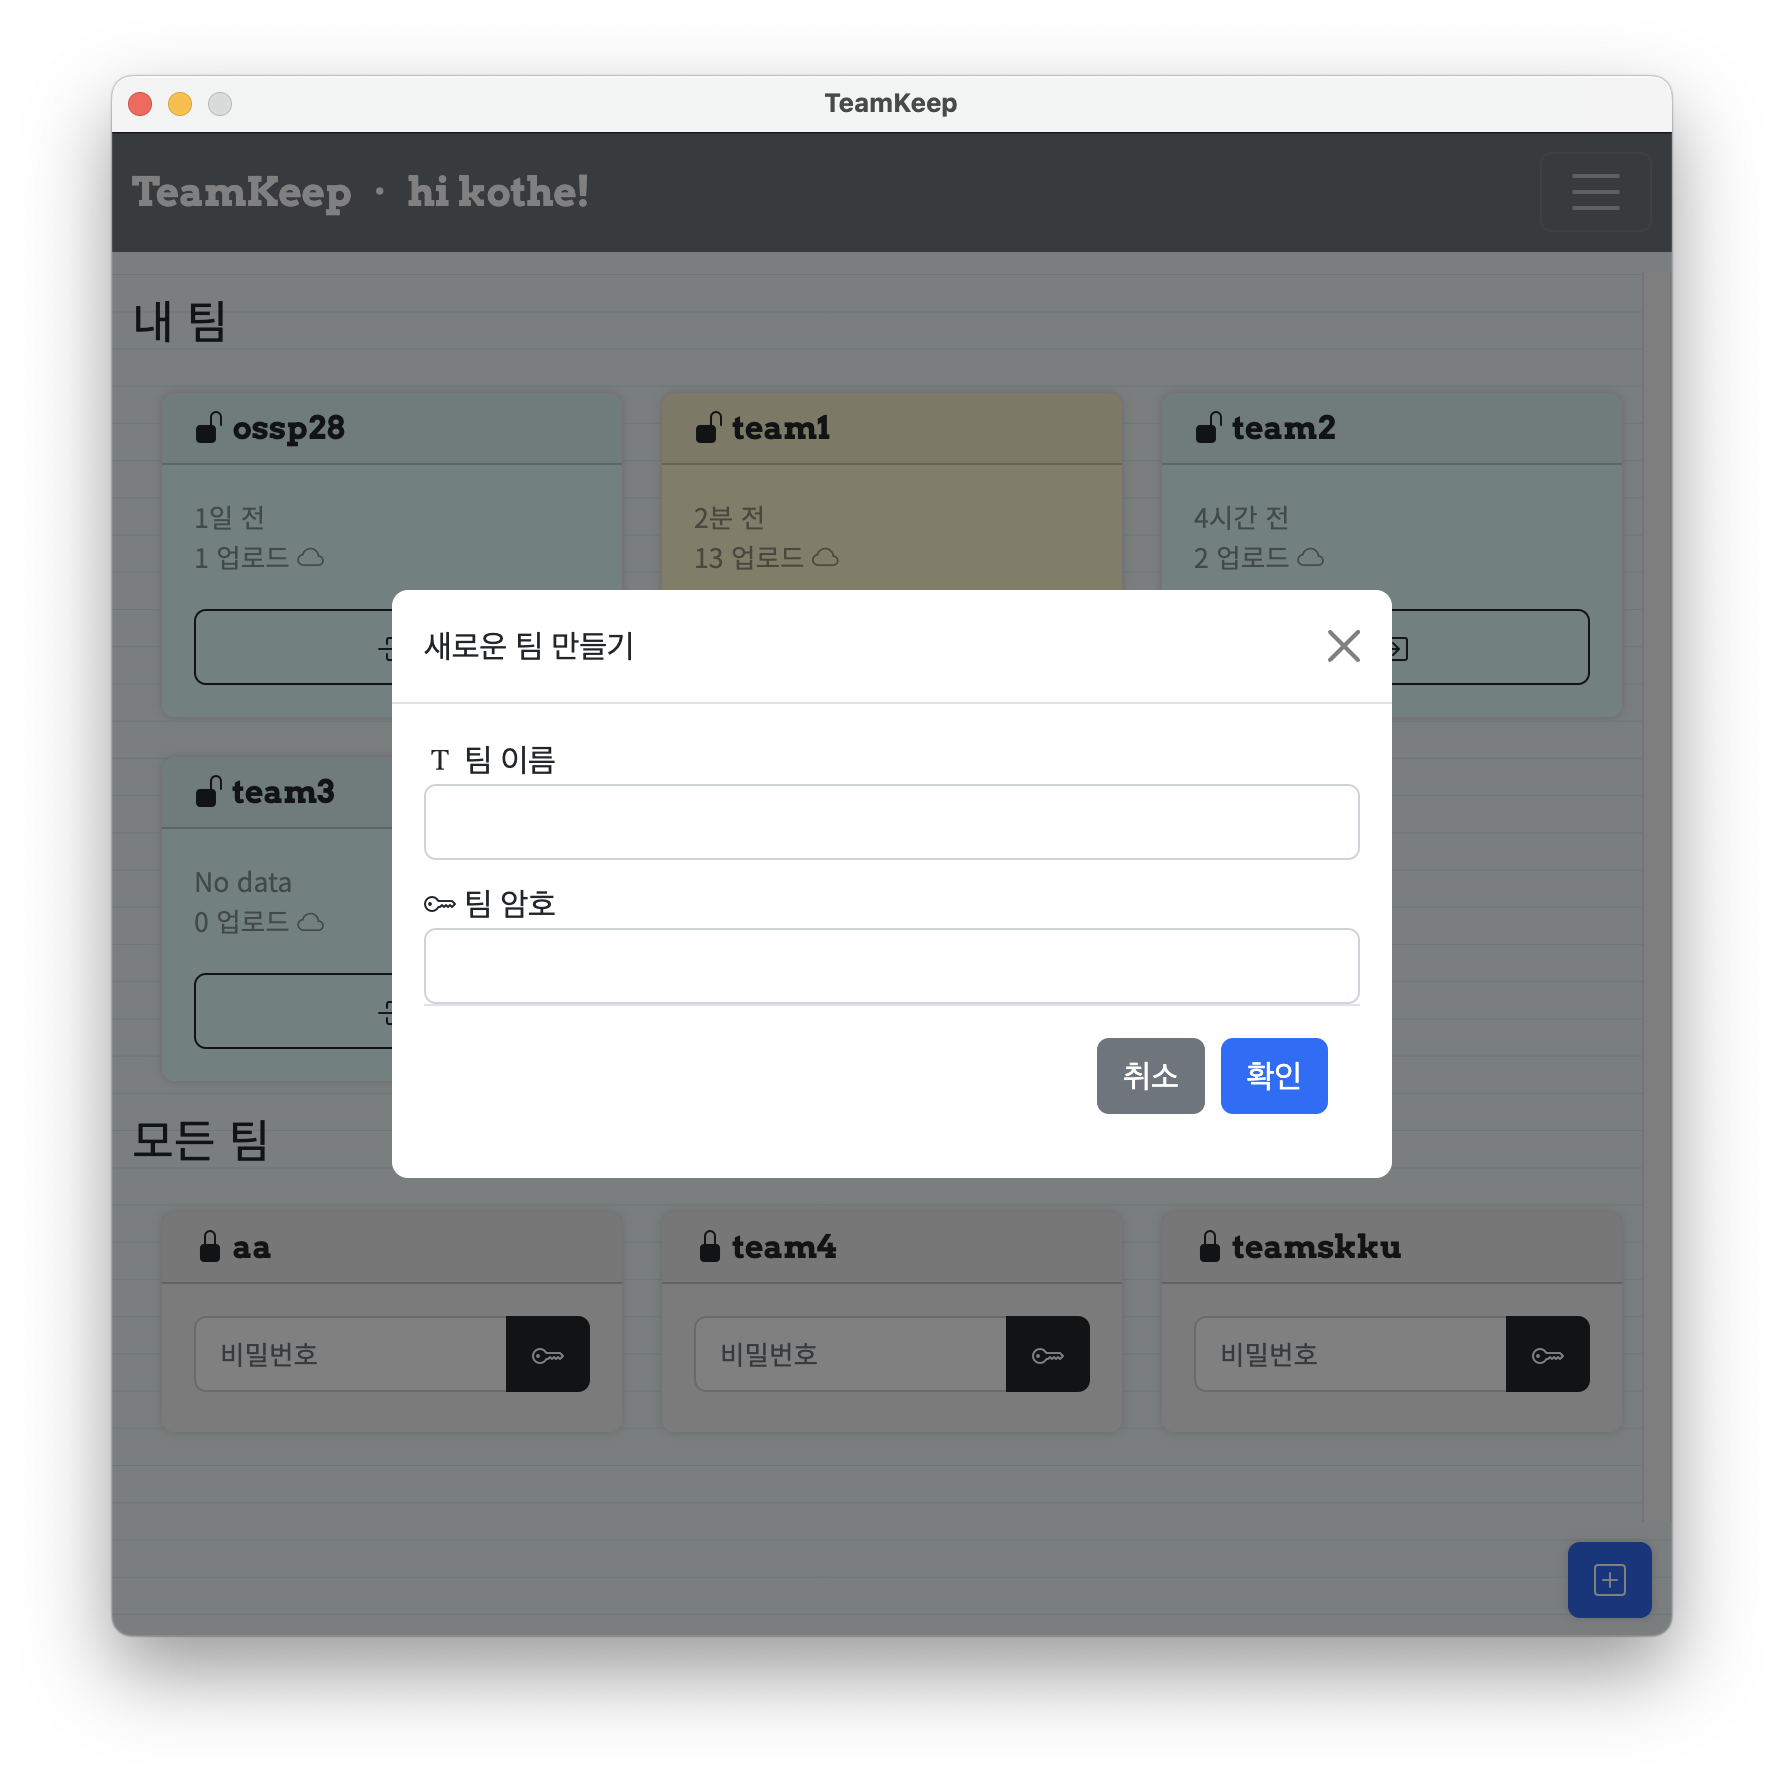 TeamKeep
TeamKeep · hi kothe!
내 팀
ossp28
1일 전
1 업로드
team1
2분 전
13 업로드
team2
4시간 전
2 업로드
새로운 팀 만들기
T 팀 이름
팀 암호
취소 확인
team3
No data
0 업로드
모든 팀
aa
비밀번호
team4
비밀번호
teamskku
비밀번호